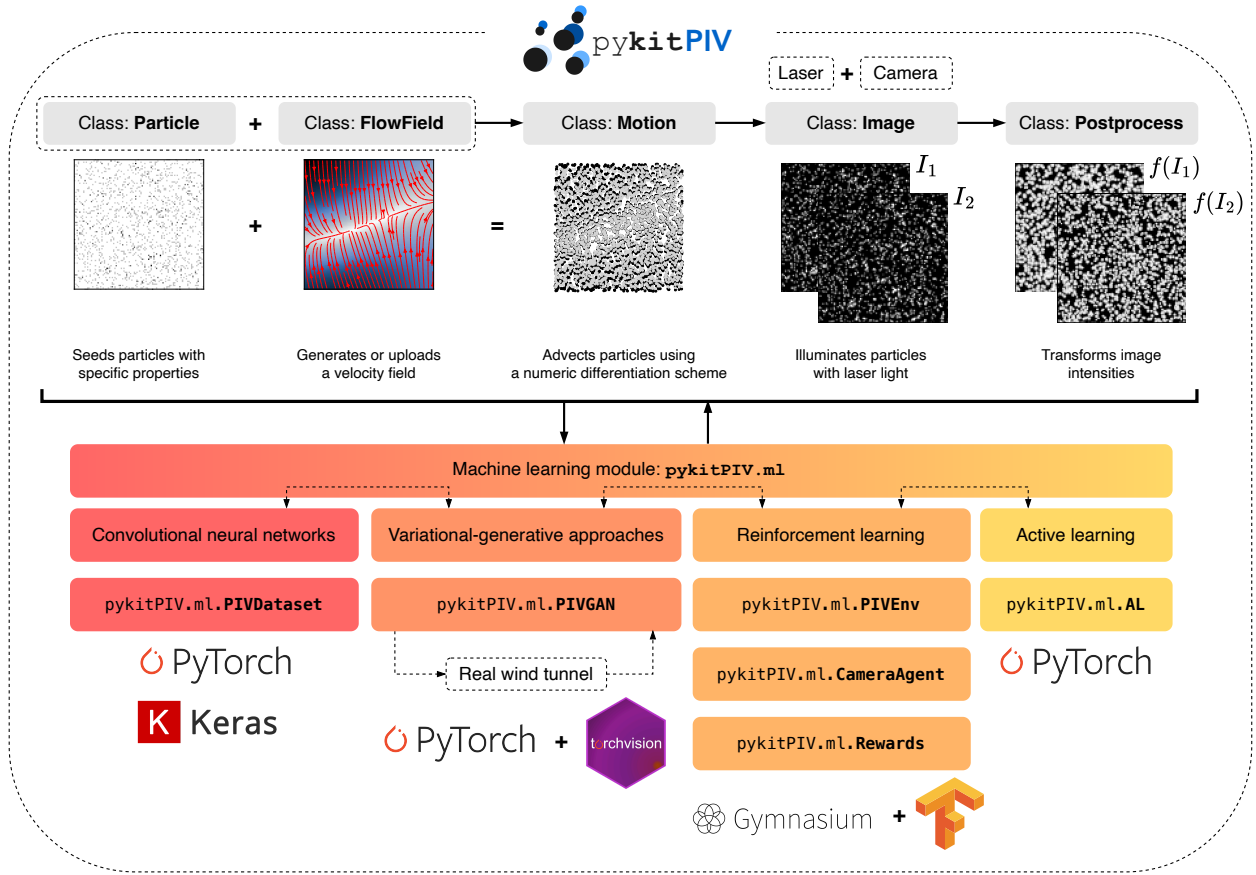 pykitPIV
Laser + Camera
Class: Particle + Class: FlowField Class: Motion Class: Image Class: Postprocess
I1
I2
f(I1)
f(I2)
+ =
Seeds particles with
specific properties
Generates or uploads
a velocity field
Advects particles using
a numeric differentiation scheme
Illuminates particles
with laser light
Transforms image
intensities
Machine learning module: pykitPIV.ml
Convolutional neural networks
Variational-generative approaches
Reinforcement learning
Active learning
pykitPIV.ml.PIVDataset
pykitPIV.ml.PIVGAN
pykitPIV.ml.PIVEnv
pykitPIV.ml.AL
PyTorch
K Keras
Real wind tunnel
PyTorch + torchvision
pykitPIV.ml.CameraAgent
pykitPIV.ml.Rewards
Gymnasium +
PyTorch